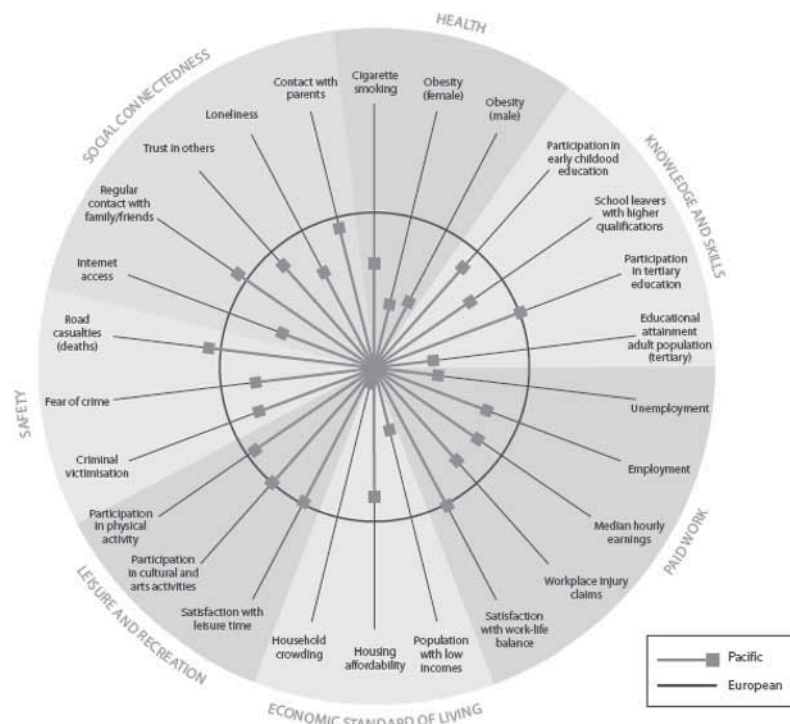 HEALTH
Cigarette
smoking
Obesity
(female)
Obesity
(male)
KNOWLEDGE AND SKILLS
Participation in
early childood
education
School leavers
with higher
qualifications
Participation
in tertiary
education
Educational
attainment
adult population
(tertiary)
PAID WORK
Unemployment
Employment
Median hourly
earnings
Workplace injury
claims
Satisfaction
with work-life
balance
ECONOMIC STANDARD OF LIVING
Population
with low
incomes
Housing
affordability
Household
crowding
LEISURE AND RECREATION
Satisfaction with
leisure time
Participation
in cultural and
arts activities
Participation
in physical
activity
SAFETY
Criminal
victimisation
Fear of crime
Road
casualties
(deaths)
SOCIAL CONNECTEDNESS
Internet
access
Regular
contact with
family/friends
Trust in others
Loneliness
Contact with
parents
Pacific
European